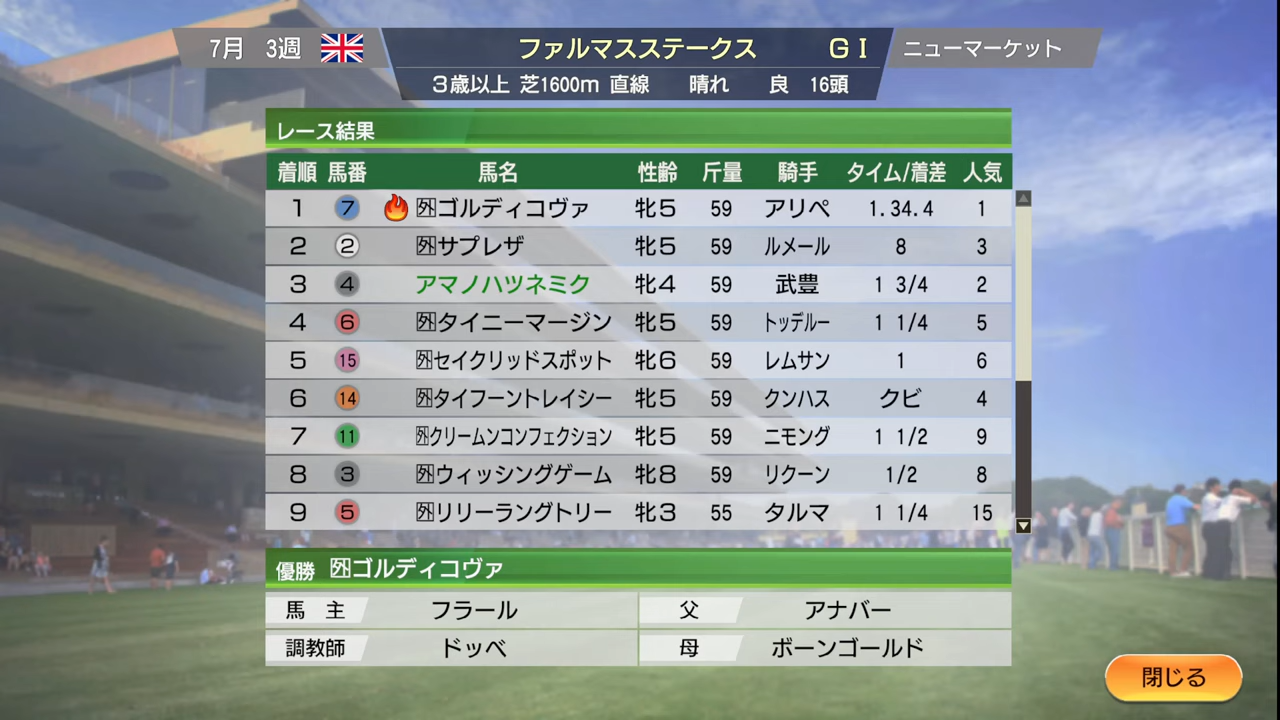 7月 3週 ファルマスステークス GⅠ ニューマーケット
3歳以上 芝1600m 直線 晴れ 良 16頭
レース結果
着順 馬番 馬名 性齢 斤量 騎手 タイム/着差 人気
1 7 外ゴルディコヴァ 牝5 59 アリペ 1.34.4 1
2 2 外サプレザ 牝5 59 ルメール 8 3
3 4 アマノハツネミク 牝4 59 武豊 1 3/4 2
4 6 外タイニーマージン 牝5 59 トッデルー 1 1/4 5
5 15 外セイクリッドスポット 牝6 59 レムサン 1 6
6 14 外タイフーントレイシー 牝5 59 クンハス クビ 4
7 11 外クリームンコンフェクション 牝5 59 ニモング 1 1/2 9
8 3 外ウィッシングゲーム 牝8 59 リクーン 1/2 8
9 5 外リリーラングトリー 牝3 55 タルマ 1 1/4 15
優勝 外ゴルディコヴァ
馬主 フラール 父 アナバー
調教師 ドッベ 母 ボーンゴールド
閉じる